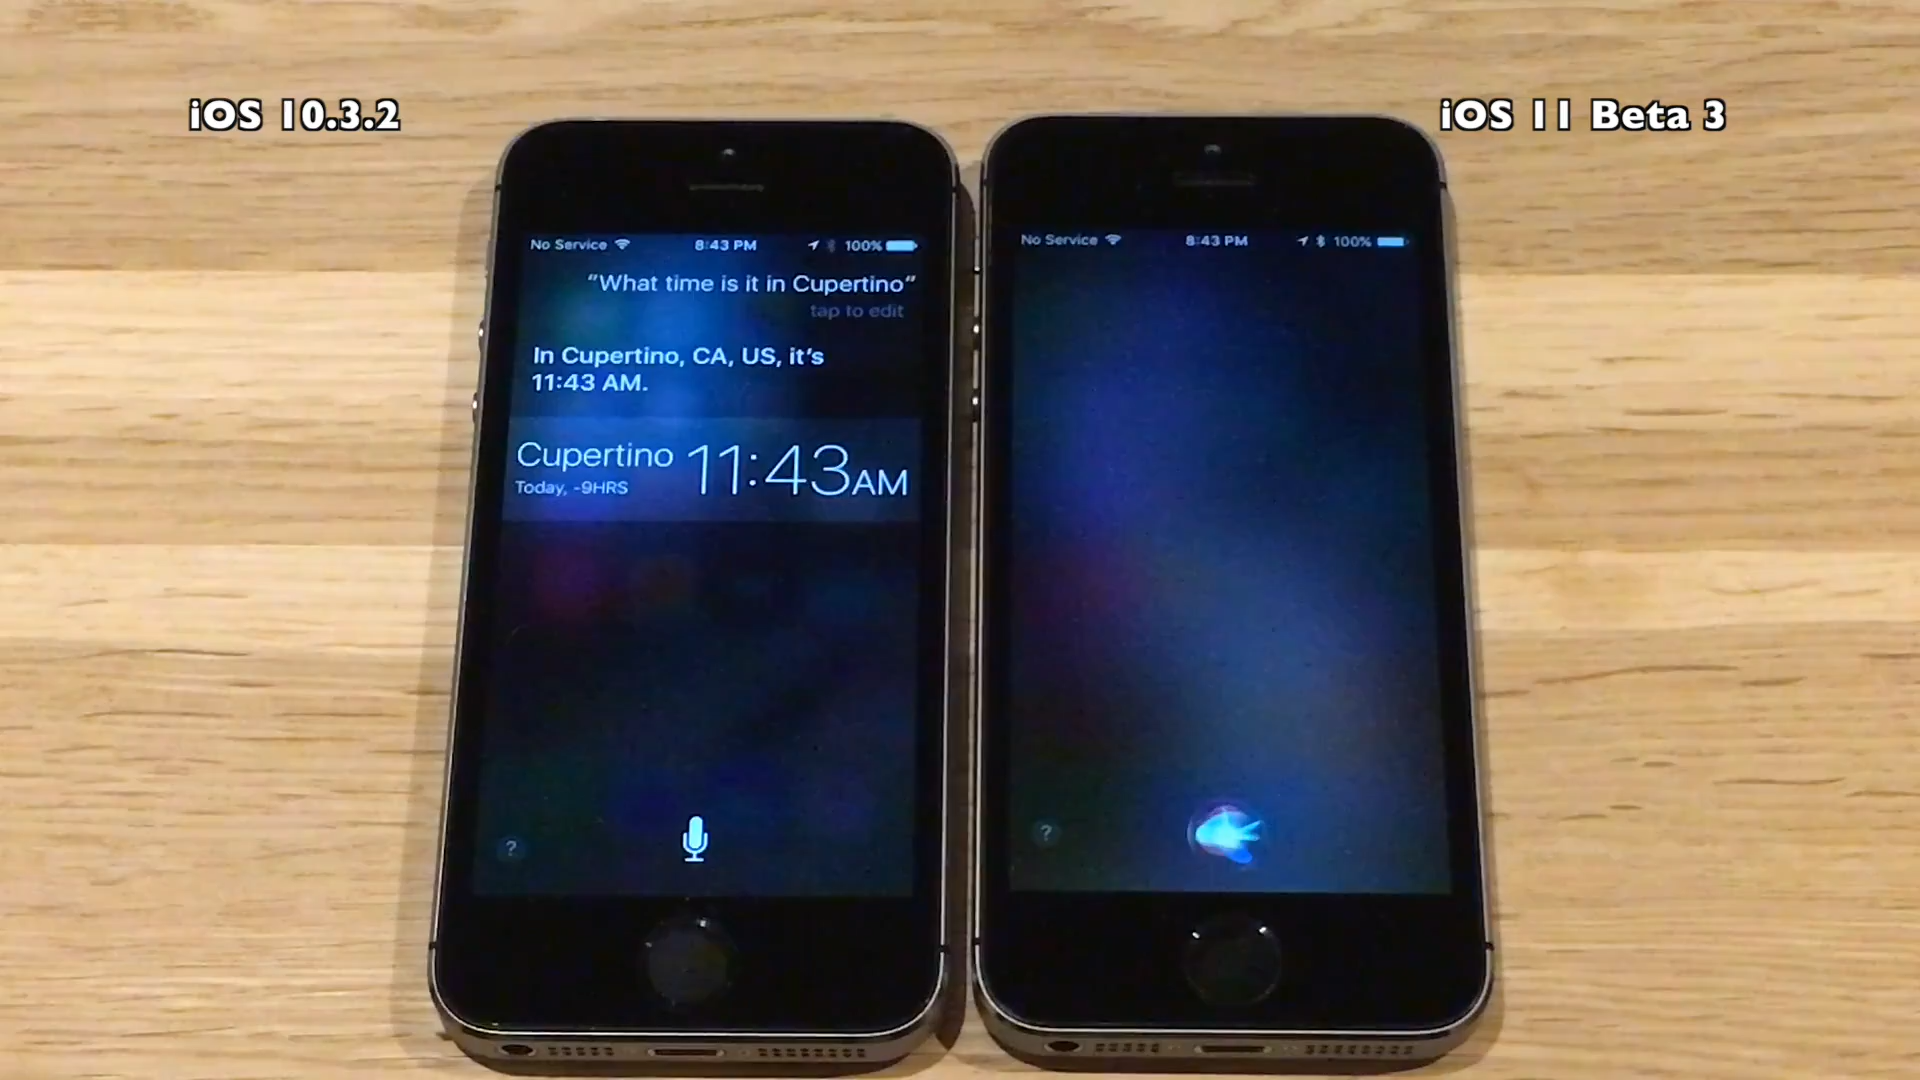 iOS 10.3.2
iOS 11 Beta 3
No Service 8:43 PM 100%
“What time is it in Cupertino”
tap to edit
In Cupertino, CA, US, it's
11:43 AM.
Cupertino 11:43AM
Today, -9HRS
?
No Service 8:43 PM 100%
?